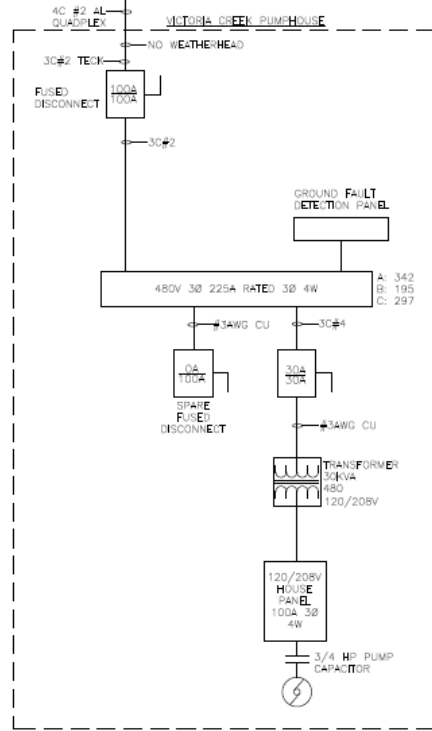 4C #2 AL
QUADPLEX
VICTORIA CREEK PUMPHOUSE
NO WEATHERHEAD
3C#2 TECK
FUSED
DISCONNECT
100A
100A
3C#2
GROUND FAULT
DETECTION PANEL
480V 3Ø 225A RATED 3Ø 4W
A: 342
B: 195
C: 297
#3AWG CU
3C#4
0A
100A
30A
30A
SPARE
FUSED
DISCONNECT
#3AWG CU
TRANSFORMER
30KVA
480
120/208V
120/208V
HOUSE
PANEL
100A 3Ø
4W
3/4 HP PUMP
CAPACITOR